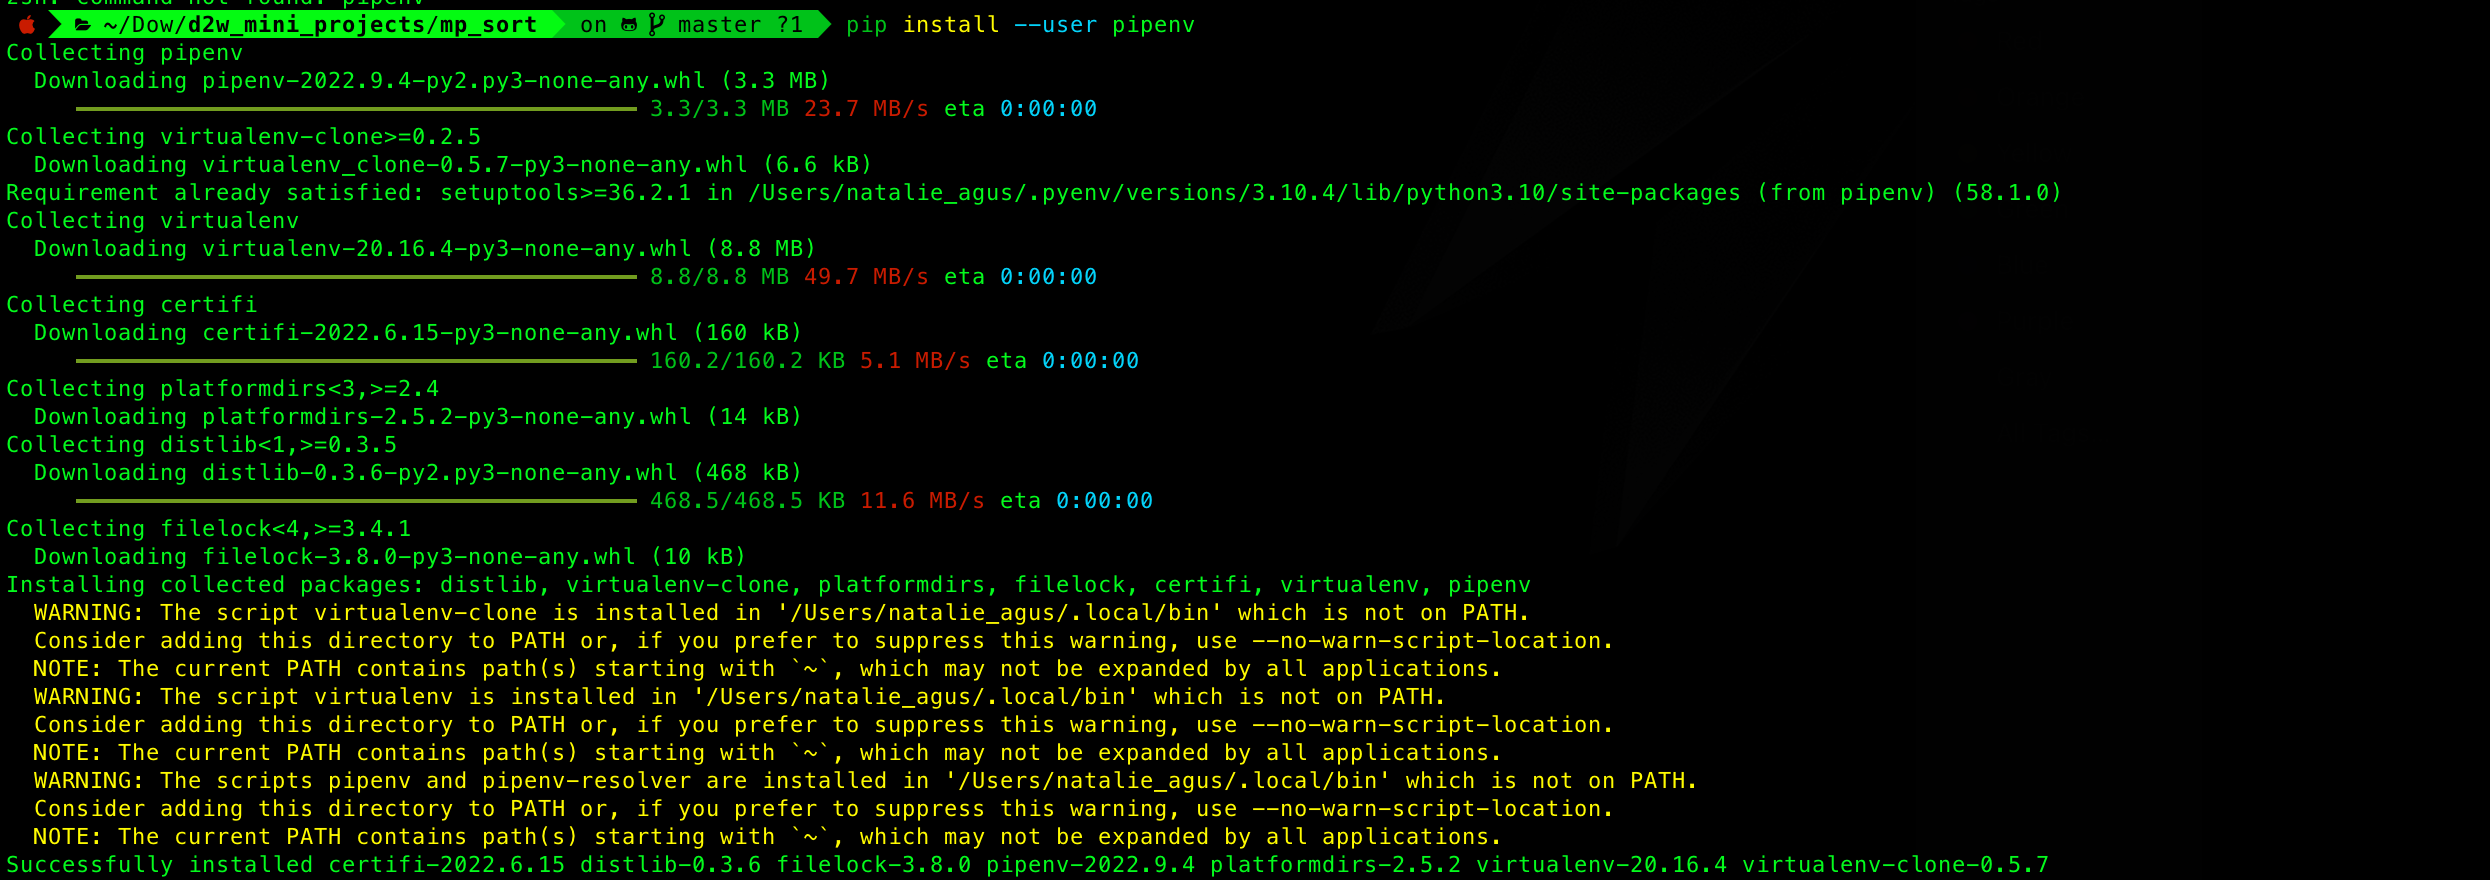 zsh: command not found: pipenv
~/Dow/d2w_mini_projects/mp_sort on master ?1 pip install --user pipenv
Collecting pipenv
Downloading pipenv-2022.9.4-py2.py3-none-any.whl (3.3 MB)
3.3/3.3 MB 23.7 MB/s eta 0:00:00
Collecting virtualenv-clone>=0.2.5
Downloading virtualenv_clone-0.5.7-py3-none-any.whl (6.6 kB)
Requirement already satisfied: setuptools>=36.2.1 in /Users/natalie_agus/.pyenv/versions/3.10.4/lib/python3.10/site-packages (from pipenv) (58.1.0)
Collecting virtualenv
Downloading virtualenv-20.16.4-py3-none-any.whl (8.8 MB)
8.8/8.8 MB 49.7 MB/s eta 0:00:00
Collecting certifi
Downloading certifi-2022.6.15-py3-none-any.whl (160 kB)
160.2/160.2 KB 5.1 MB/s eta 0:00:00
Collecting platformdirs<3,>=2.4
Downloading platformdirs-2.5.2-py3-none-any.whl (14 kB)
Collecting distlib<1,>=0.3.5
Downloading distlib-0.3.6-py2.py3-none-any.whl (468 kB)
468.5/468.5 KB 11.6 MB/s eta 0:00:00
Collecting filelock<4,>=3.4.1
Downloading filelock-3.8.0-py3-none-any.whl (10 kB)
Installing collected packages: distlib, virtualenv-clone, platformdirs, filelock, certifi, virtualenv, pipenv
WARNING: The script virtualenv-clone is installed in '/Users/natalie_agus/.local/bin' which is not on PATH.
Consider adding this directory to PATH or, if you prefer to suppress this warning, use --no-warn-script-location.
NOTE: The current PATH contains path(s) starting with `~`, which may not be expanded by all applications.
WARNING: The script virtualenv is installed in '/Users/natalie_agus/.local/bin' which is not on PATH.
Consider adding this directory to PATH or, if you prefer to suppress this warning, use --no-warn-script-location.
NOTE: The current PATH contains path(s) starting with `~`, which may not be expanded by all applications.
WARNING: The scripts pipenv and pipenv-resolver are installed in '/Users/natalie_agus/.local/bin' which is not on PATH.
Consider adding this directory to PATH or, if you prefer to suppress this warning, use --no-warn-script-location.
NOTE: The current PATH contains path(s) starting with `~`, which may not be expanded by all applications.
Successfully installed certifi-2022.6.15 distlib-0.3.6 filelock-3.8.0 pipenv-2022.9.4 platformdirs-2.5.2 virtualenv-20.16.4 virtualenv-clone-0.5.7